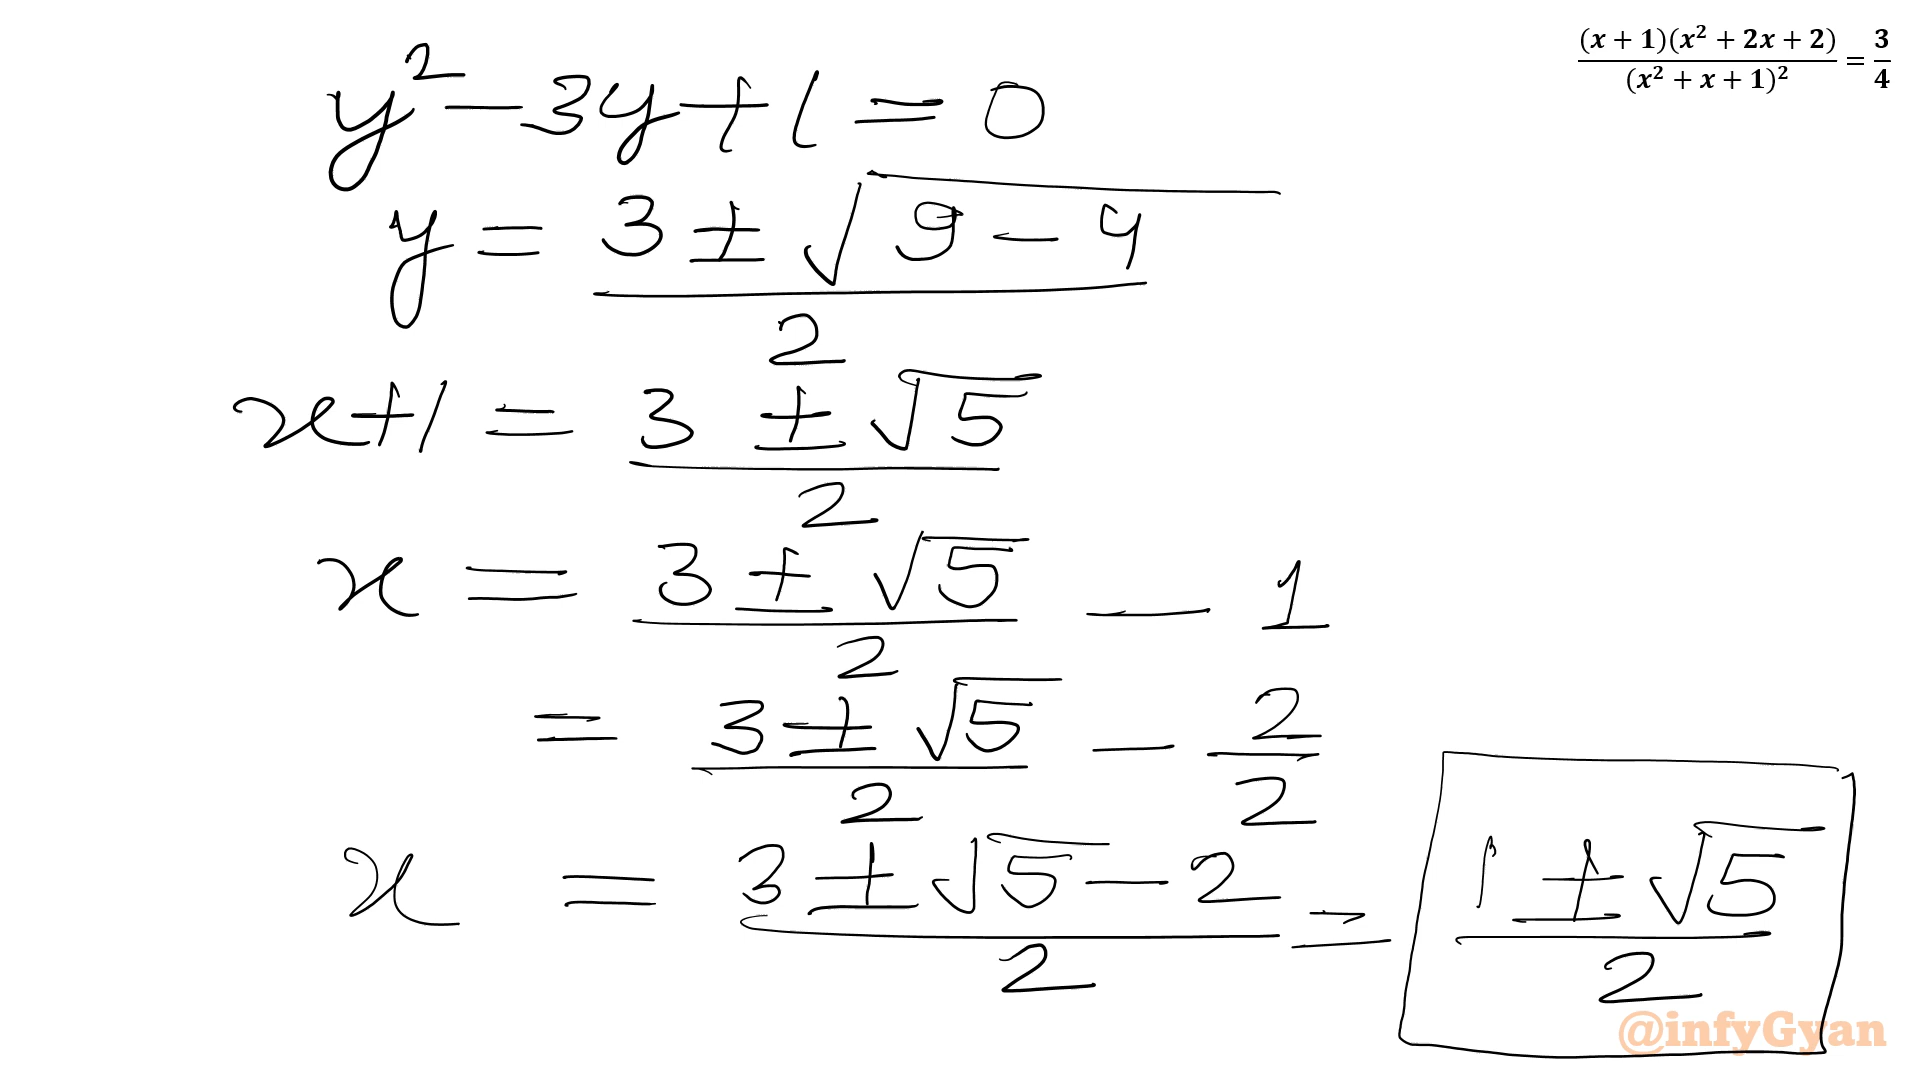 (x + 1)(x² + 2x + 2) / (x² + x + 1)² = 3/4
y² - 3y + 1 = 0
y = (3 ± √(9 - 4)) / 2
x + 1 = (3 ± √5) / 2
x = (3 ± √5) / 2 - 1
= (3 ± √5) / 2 - 2/2
x = (3 ± √5 - 2) / 2 = (1 ± √5) / 2
@infyGyan